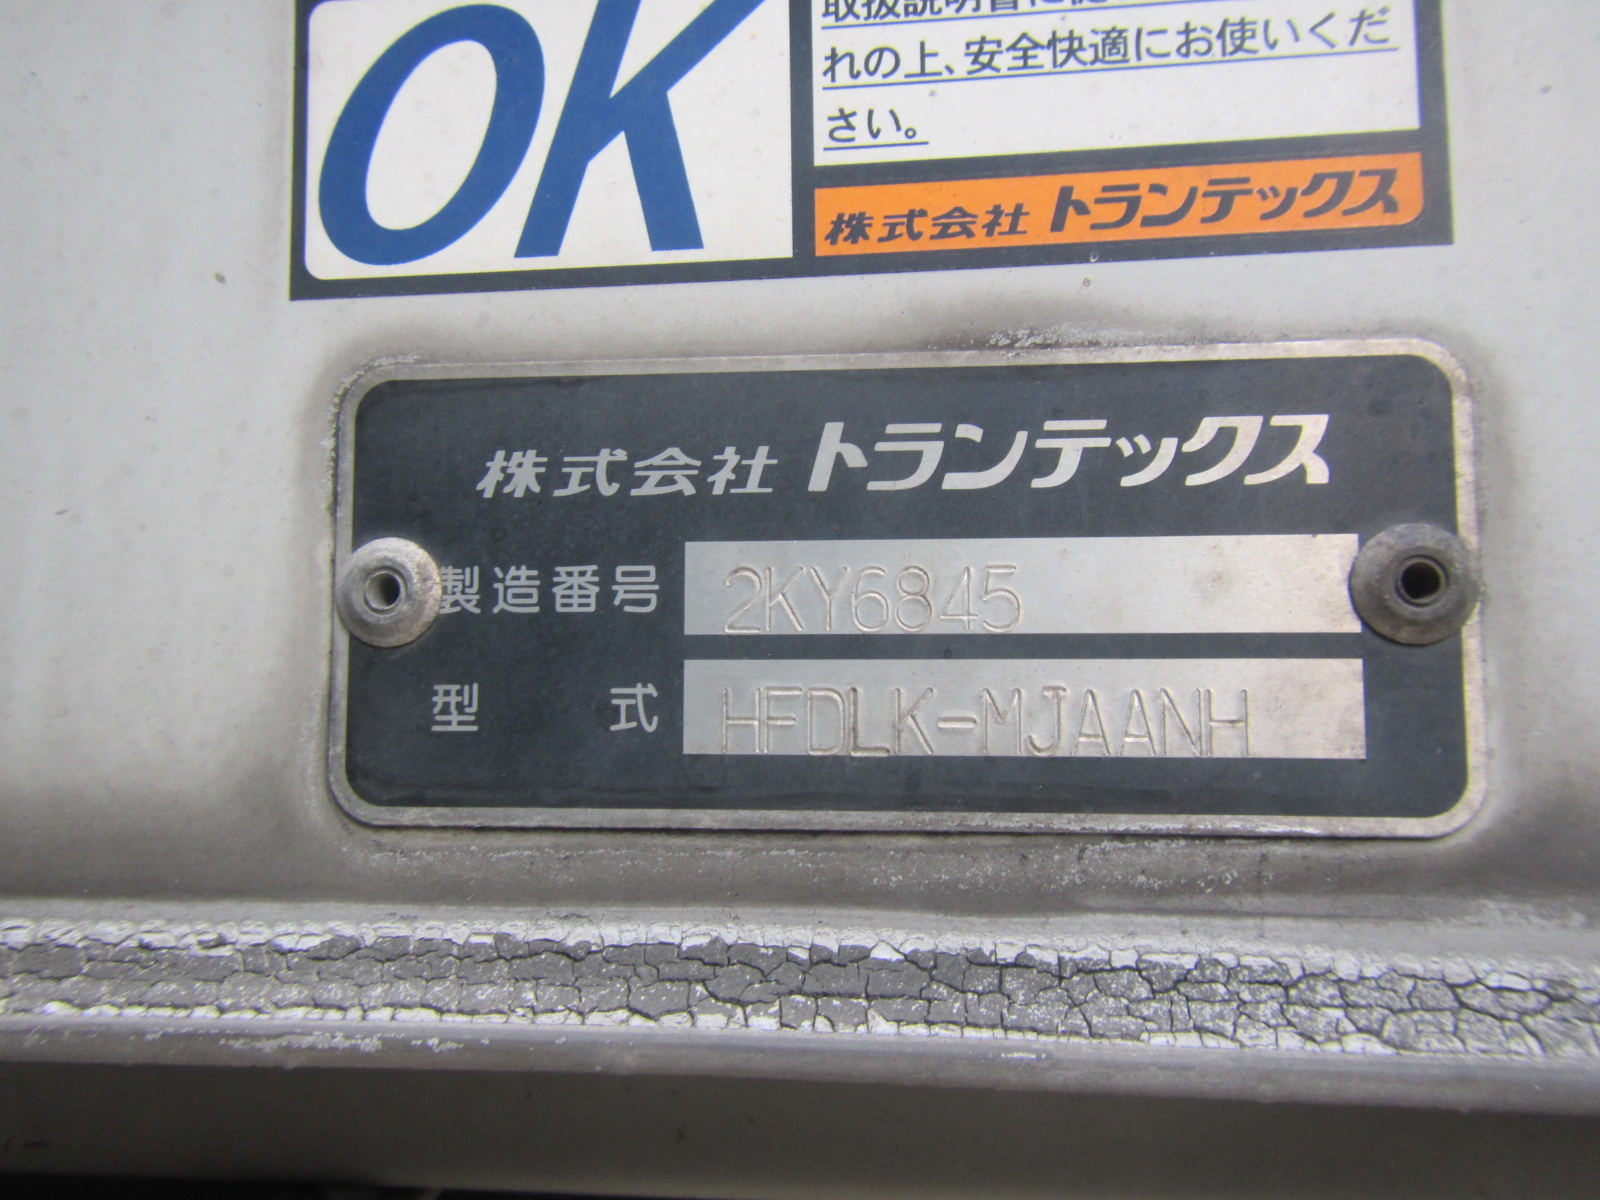 OK
取扱説明書に従
れの上、安全快適にお使いくだ
さい。
株式会社 トランテックス
株式会社 トランテックス
製造番号 2KY6845
型式 HFDLK-MJAANH